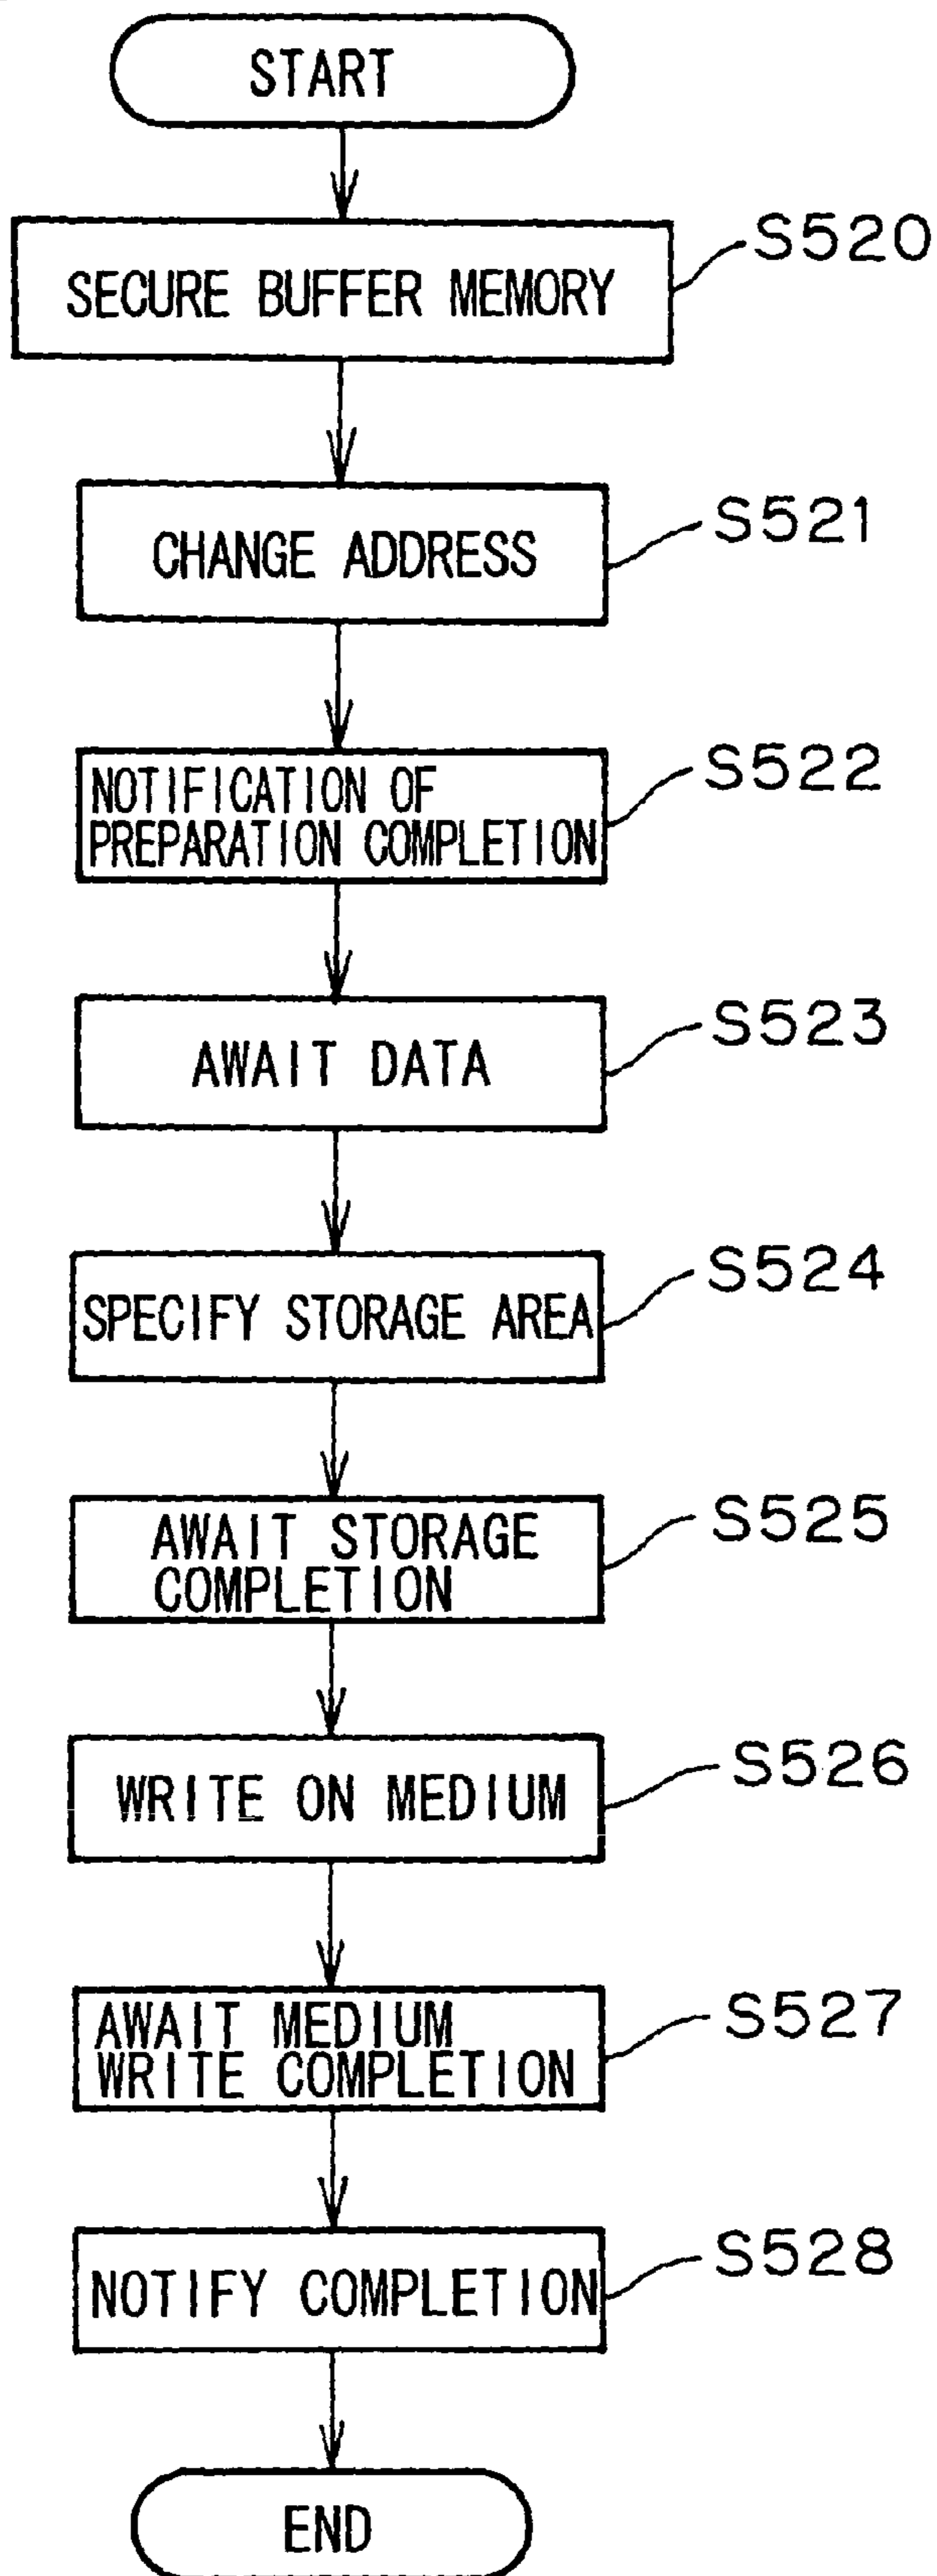 START
SECURE BUFFER MEMORY
S520
CHANGE ADDRESS
S521
NOTIFICATION OF
PREPARATION COMPLETION
S522
AWAIT DATA
S523
SPECIFY STORAGE AREA
S524
AWAIT STORAGE
COMPLETION
S525
WRITE ON MEDIUM
S526
AWAIT MEDIUM
WRITE COMPLETION
S527
NOTIFY COMPLETION
S528
END